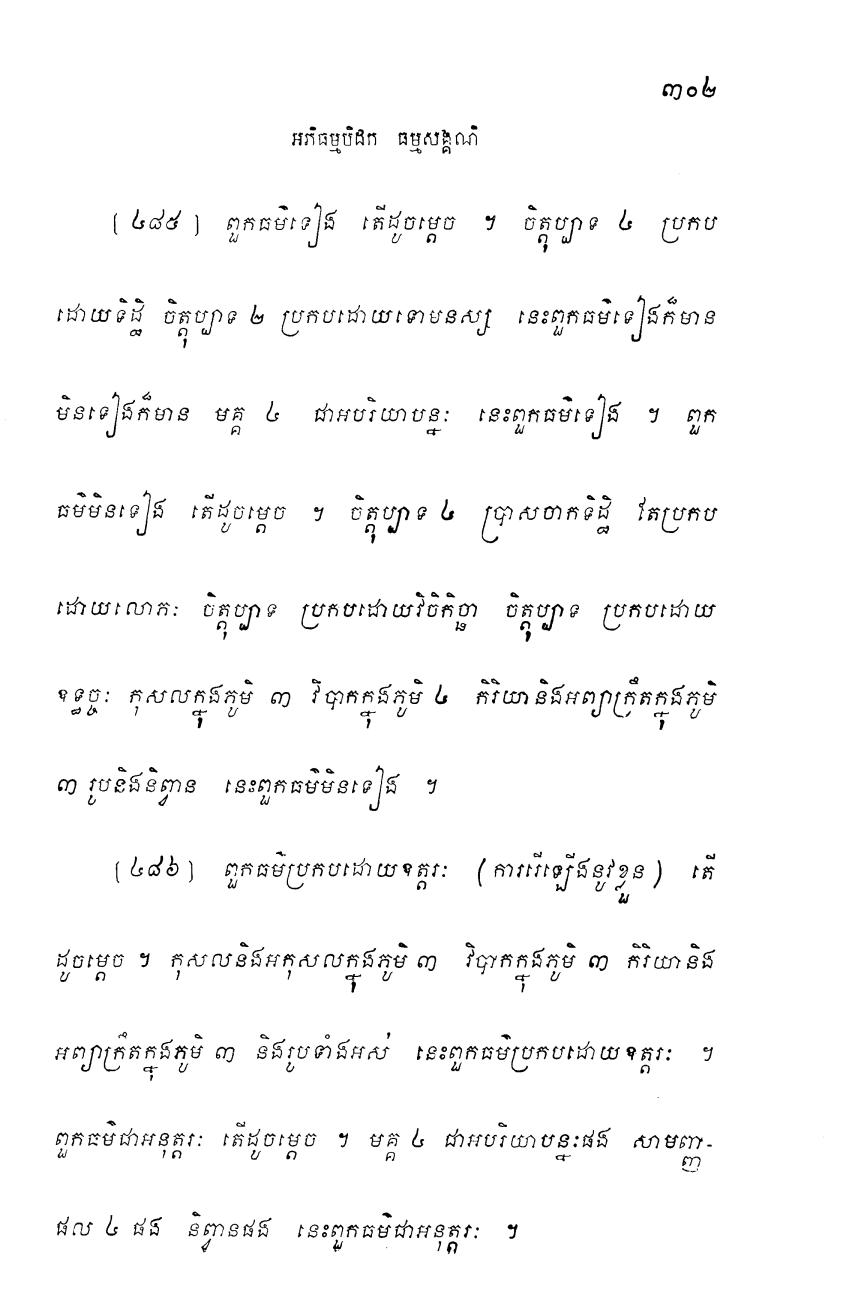 ៣០២
អភិធម្មបិដក ធម្មសង្គណី
[ ៤៨៥ ] ពួកធម៌ទៀង តើដូចម្តេច ។ ចិត្តុប្បាទ ៤ ប្រកប
ដោយទិដ្ឋិ ចិត្តុប្បាទ ២ ប្រកបដោយទោមនស្ស នេះពួកធម៌ទៀងក៏មាន
មិនទៀងក៏មាន មគ្គ ៤ ជាអបរិយាបន្នៈ នេះពួកធម៌ទៀង ។ ពួក
ធម៌មិនទៀង តើដូចម្តេច ។ ចិត្តុប្បាទ ៤ ប្រាសចាកទិដ្ឋិ តែប្រកប
ដោយលោភៈ ចិត្តុប្បាទ ប្រកបដោយវិចិកិច្ឆា ចិត្តុប្បាទ ប្រកបដោយ
ឧទ្ធច្ចៈ កុសលក្នុងភូមិ ៣ វិបាកក្នុងភូមិ ៤ កិរិយានិងអព្យាក្រឹតក្នុងភូមិ
៣ រូបនិងនិព្វាន នេះពួកធម៌មិនទៀង ។
[ ៤៨៦ ] ពួកធម៌ប្រកបដោយឧត្តរៈ (ការរើឡើងនូវខ្លួន) តើ
ដូចម្តេច ។ កុសលនិងអកុសលក្នុងភូមិ ៣ វិបាកក្នុងភូមិ ៣ កិរិយានិង
អព្យាក្រឹតក្នុងភូមិ ៣ និងរូបទាំងអស់ នេះពួកធម៌ប្រកបដោយឧត្តរៈ ។
ពួកធម៌ជាអនុត្តរៈ តើដូចម្តេច ។ មគ្គ ៤ ជាអបរិយាបន្នៈផង សាមញ្ញ-
ផល ៤ ផង និព្វានផង នេះពួកធម៌ជាអនុត្តរៈ ។